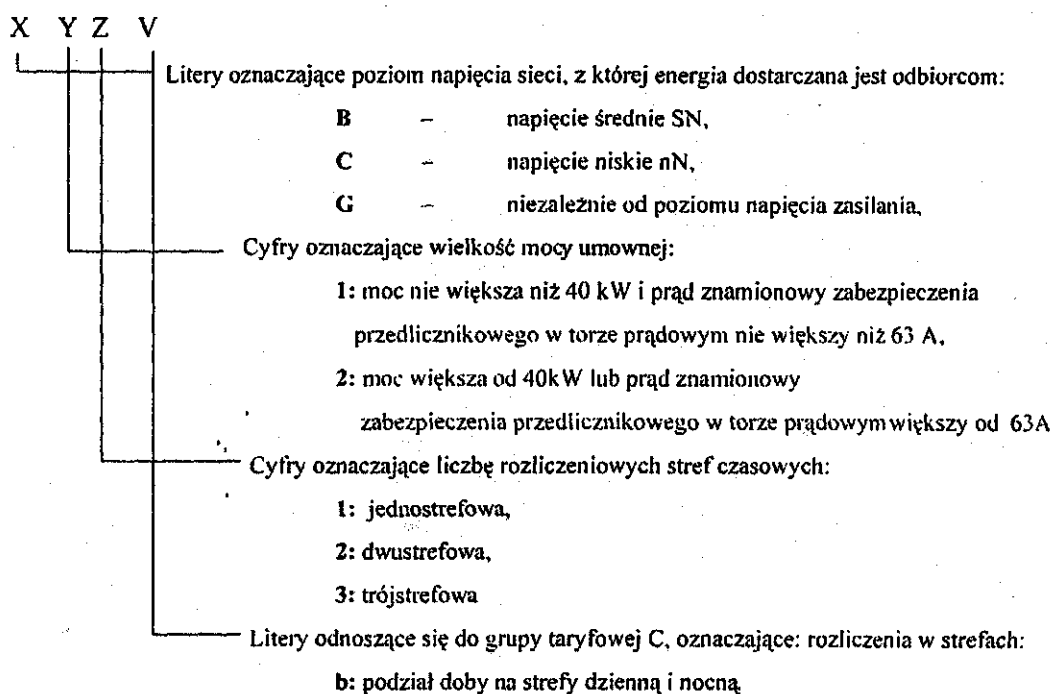 X Y Z V
Litery oznaczające poziom napięcia sieci, z której energia dostarczana jest odbiorcom:
B – napięcie średnie SN,
C – napięcie niskie nN,
G – niezależnie od poziomu napięcia zasilania,
Cyfry oznaczające wielkość mocy umownej:
1: moc nie większa niż 40 kW i prąd znamionowy zabezpieczenia
przedlicznikowego w torze prądowym nie większy niż 63 A,
2: moc większa od 40kW lub prąd znamionowy
zabezpieczenia przedlicznikowego w torze prądowym większy od 63A
Cyfry oznaczające liczbę rozliczeniowych stref czasowych:
1: jednostrefowa,
2: dwustrefowa,
3: trójstrefowa
Litery odnoszące się do grupy taryfowej C, oznaczające: rozliczenia w strefach:
b: podział doby na strefy dzienną i nocną